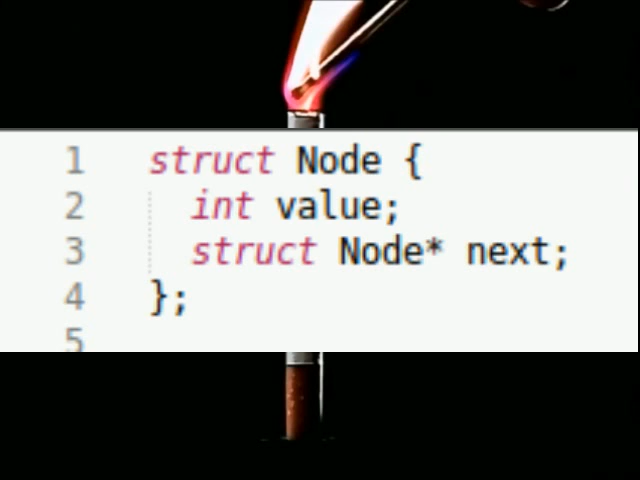 1 struct Node {
2 int value;
3 struct Node* next;
4 };
5